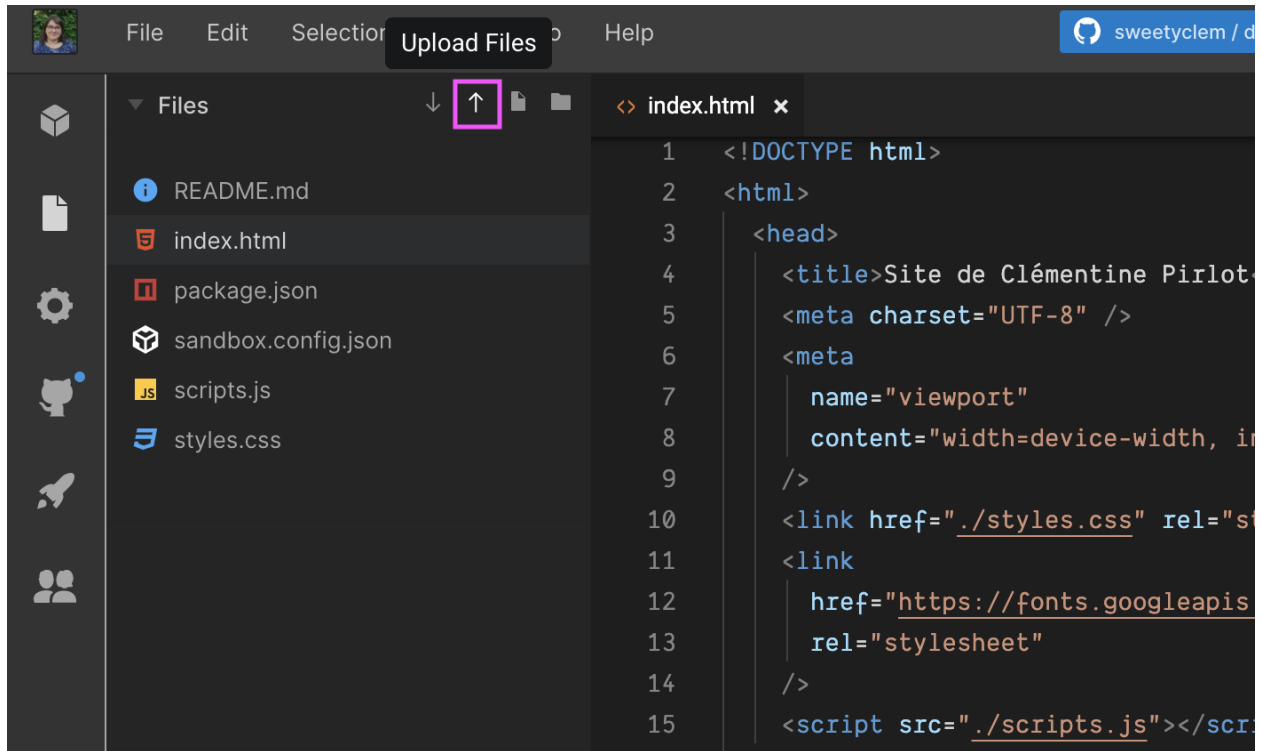 File Edit Selection Help
Upload Files
sweetyclem /
Files
index.html
README.md
index.html
package.json
sandbox.config.json
JS scripts.js
styles.css
1 <!DOCTYPE html>
2 <html>
3 <head>
4 <title>Site de Clémentine Pirlot
5 <meta charset="UTF-8" />
6 <meta
7 name="viewport"
8 content="width=device-width,
9 />
10 <link href="./styles.css" rel="
11 <link
12 href="https://fonts.googleapis.
13 rel="stylesheet"
14 />
15 <script src="./scripts.js"></scr